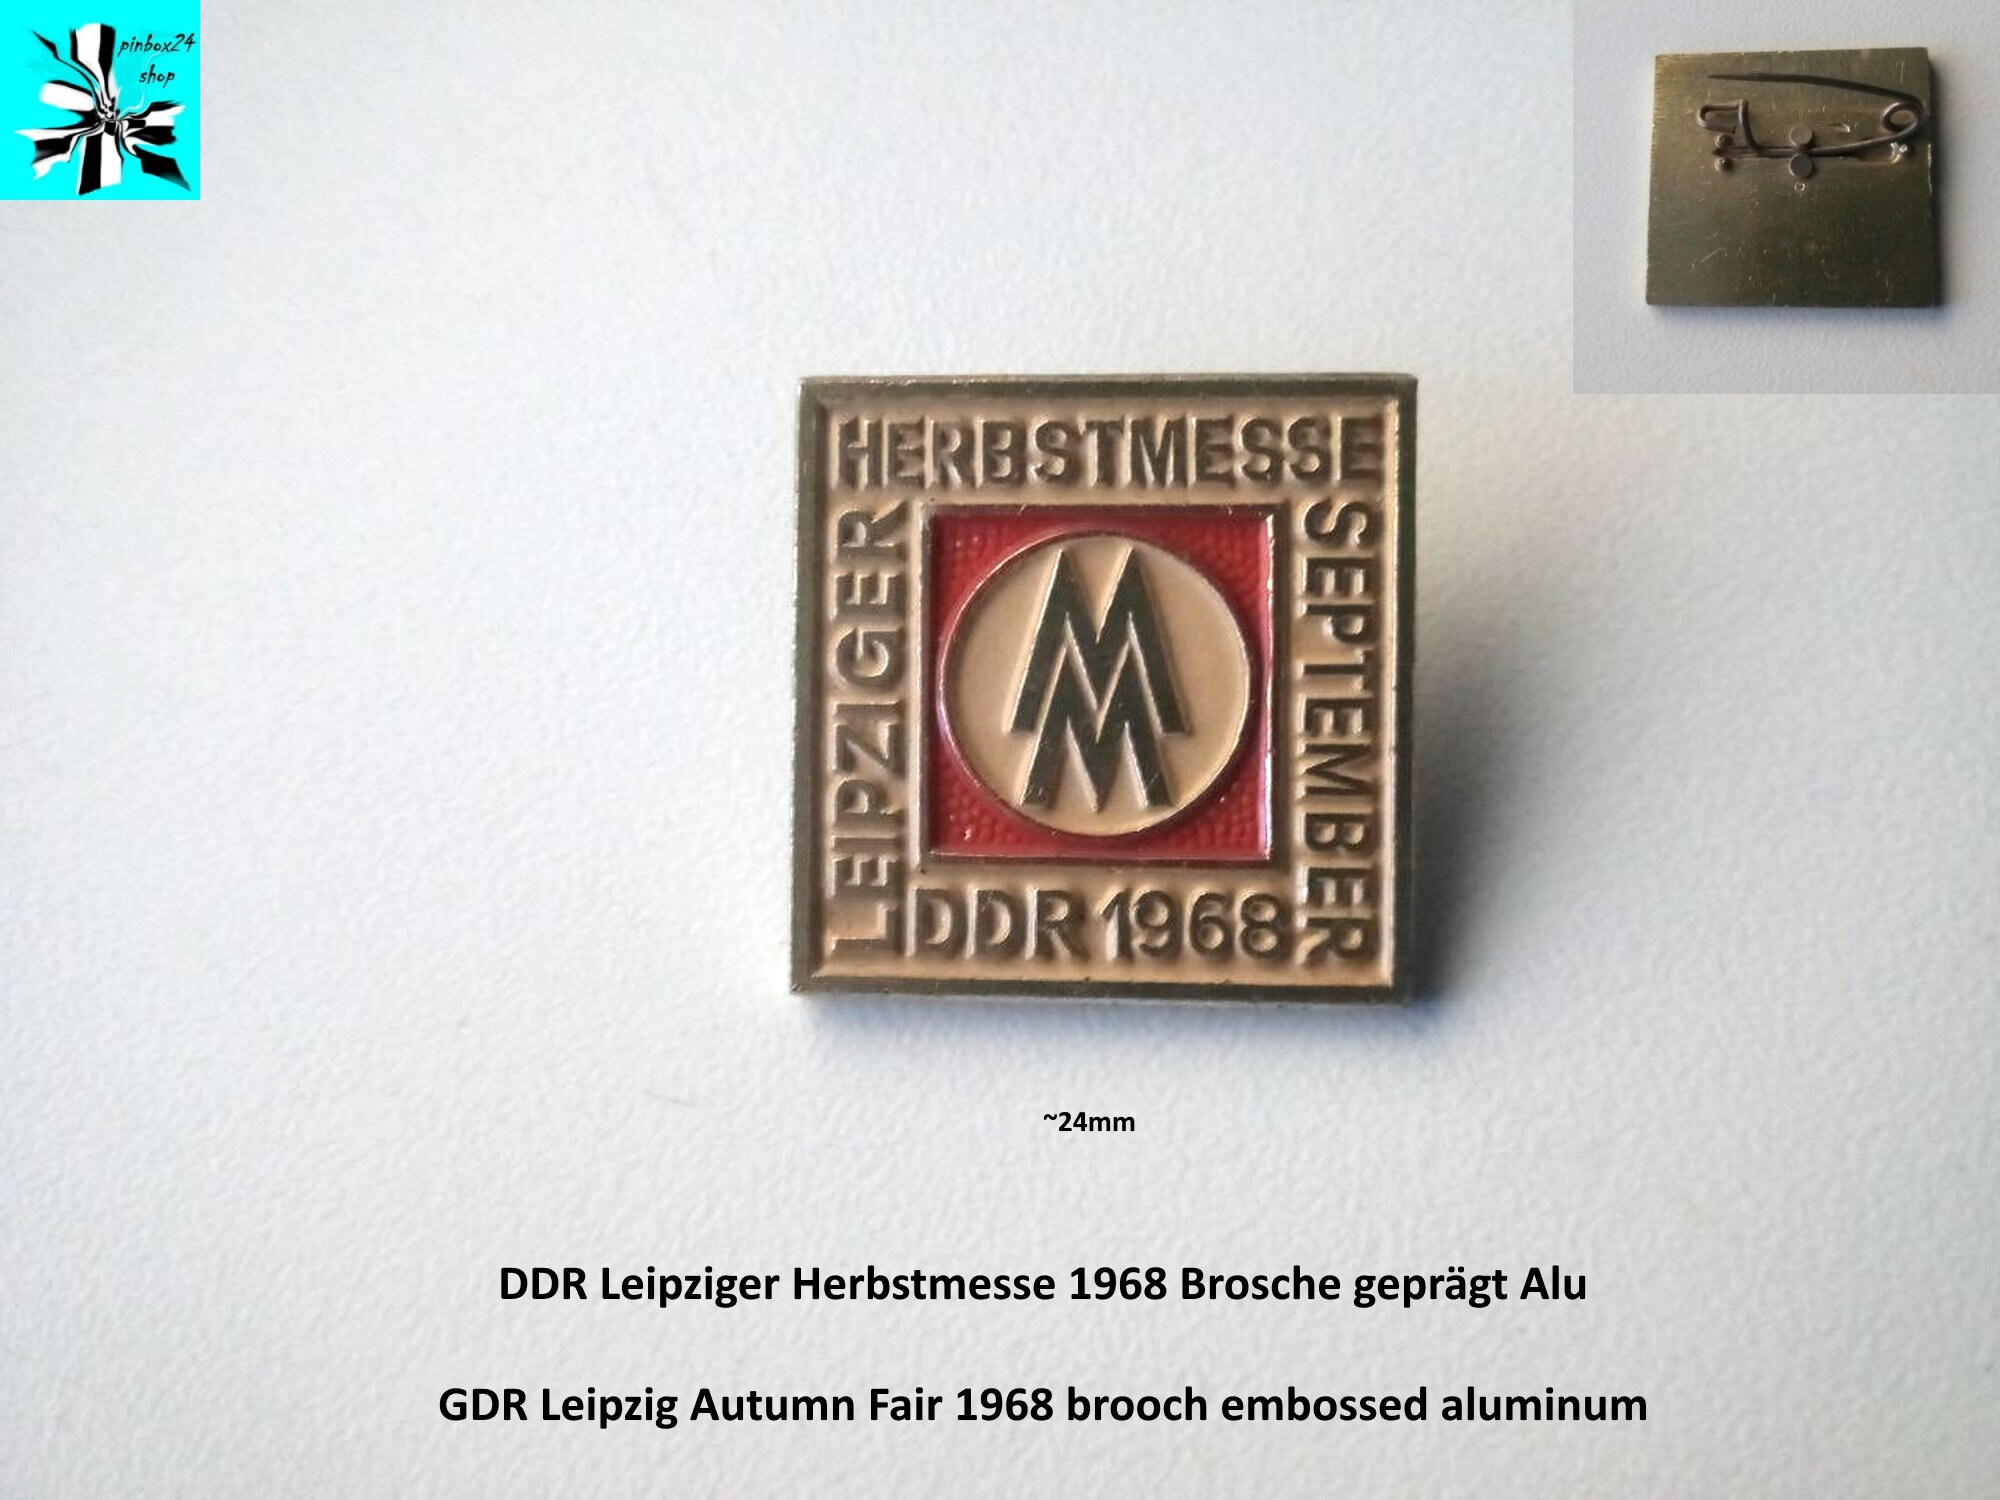 pinbox24
shop
LEIPZIGER
HERBSTMESSE
SEPTEMBER
MM
DDR 1968
~24mm
DDR Leipziger Herbstmesse 1968 Brosche geprägt Alu
GDR Leipzig Autumn Fair 1968 brooch embossed aluminum